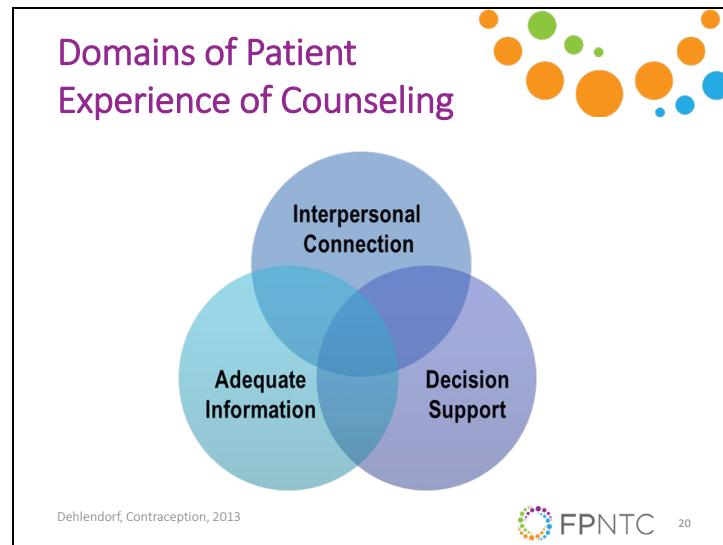 Domains of Patient
Experience of Counseling
Interpersonal
Connection
Adequate
Information
Decision
Support
Dehlendorf, Contraception, 2013
FPNTC
20